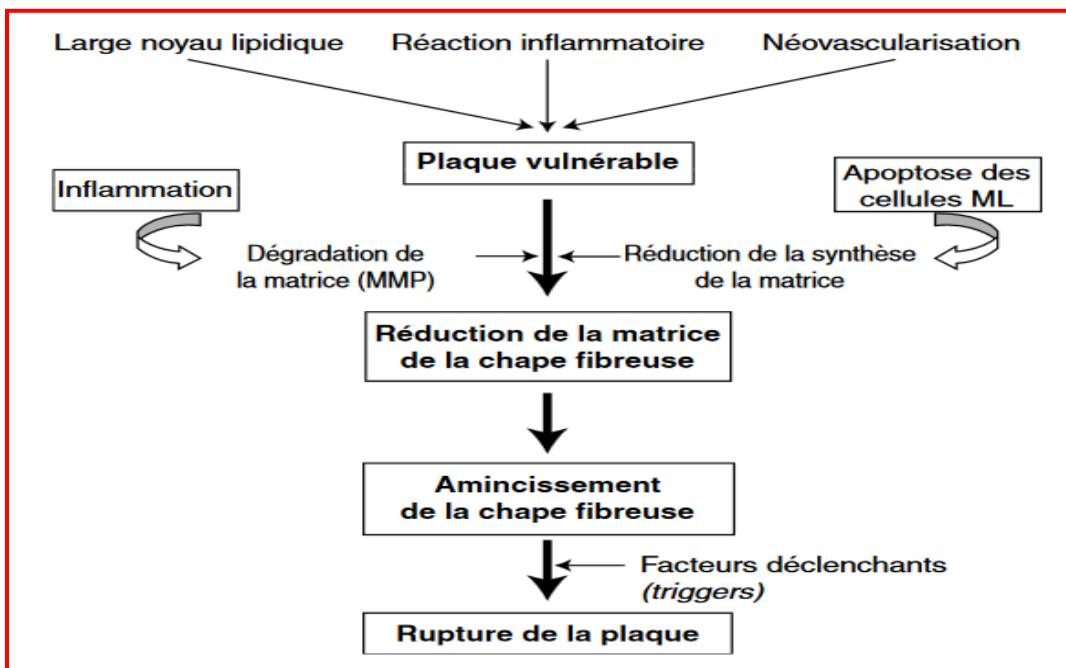 Large noyau lipidique
Réaction inflammatoire
Néovascularisation
Plaque vulnérable
Inflammation
Apoptose des
cellules ML
Dégradation de
la matrice (MMP)
Réduction de la synthèse
de la matrice
Réduction de la matrice
de la chape fibreuse
Amincissement
de la chape fibreuse
Facteurs déclenchants
(triggers)
Rupture de la plaque